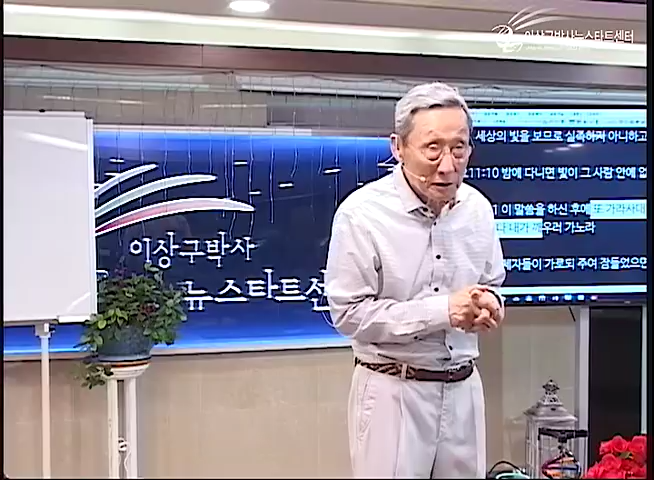 이상구박사뉴스타트센터
세상의 빛을 보므로 실족하지 아니하고
11:10 밤에 다니면 빛이 그 사람 안에 없
이 말씀을 하신 후에 또 가라사대
다 내가 깨우러 가노라
제자들이 가로되 주여 잠들었으면
이상구박사
뉴스타트센